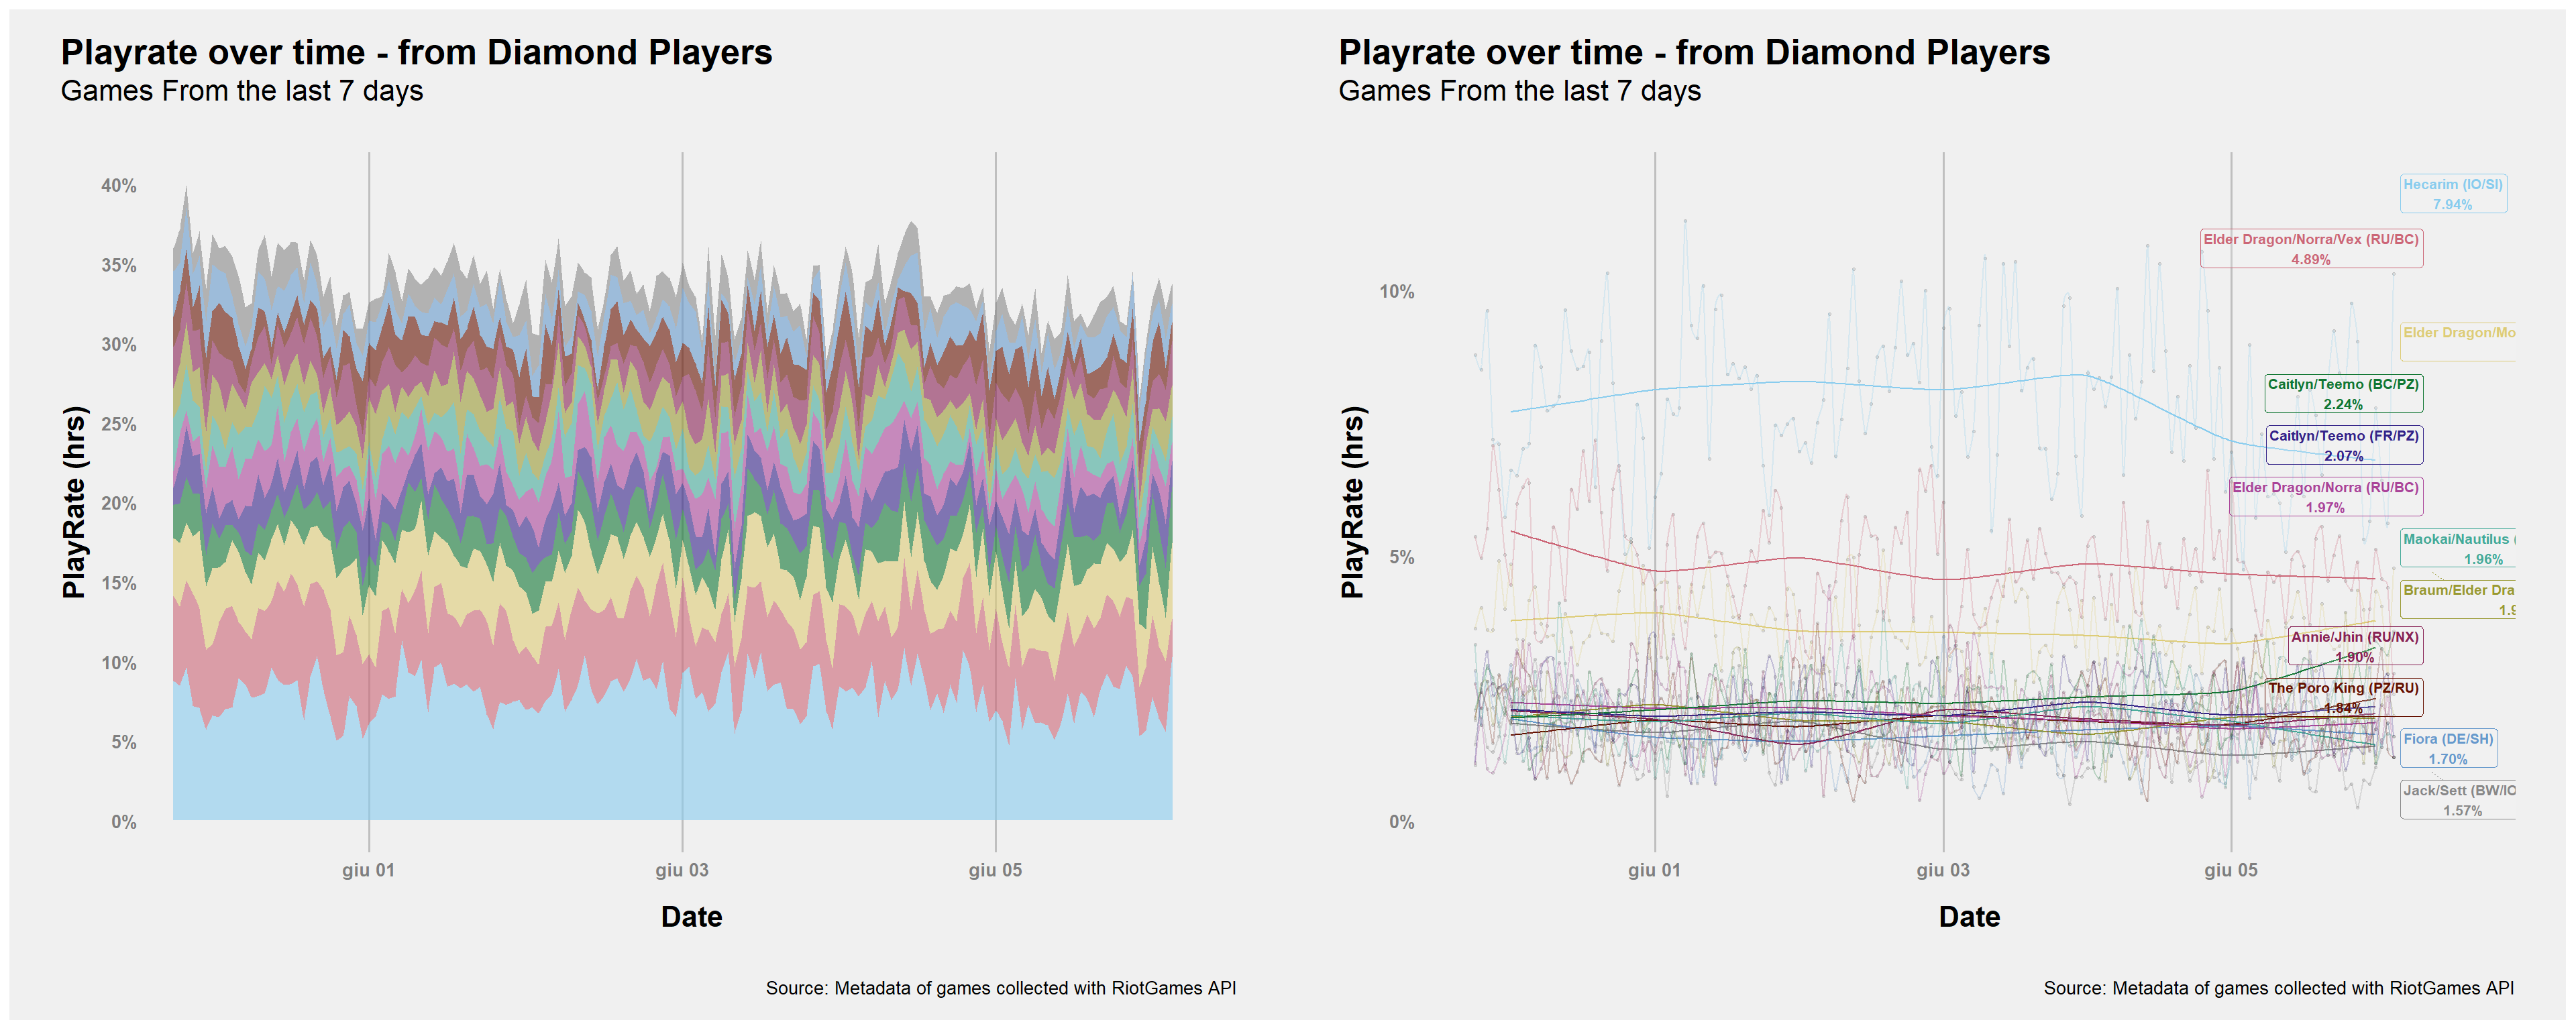 Playrate over time - from Diamond Players
Games From the last 7 days
PlayRate (hrs)
40%
35%
30%
25%
20%
15%
10%
5%
0%
giu 01
giu 03
giu 05
Date
Source: Metadata of games collected with RiotGames API
Playrate over time - from Diamond Players
Games From the last 7 days
PlayRate (hrs)
10%
5%
0%
Hecarim (IO/SI)
7.94%
Elder Dragon/Norra/Vex (RU/BC)
4.89%
Elder Dragon/Mo
Caitlyn/Teemo (BC/PZ)
2.24%
Caitlyn/Teemo (FR/PZ)
2.07%
Elder Dragon/Norra (RU/BC)
1.97%
Maokai/Nautilus (
1.96%
Braum/Elder Dra
1.9
Annie/Jhin (RU/NX)
1.90%
The Poro King (PZ/RU)
1.84%
Fiora (DE/SH)
1.70%
Jack/Sett (BW/IO
1.57%
giu 01
giu 03
giu 05
Date
Source: Metadata of games collected with RiotGames API